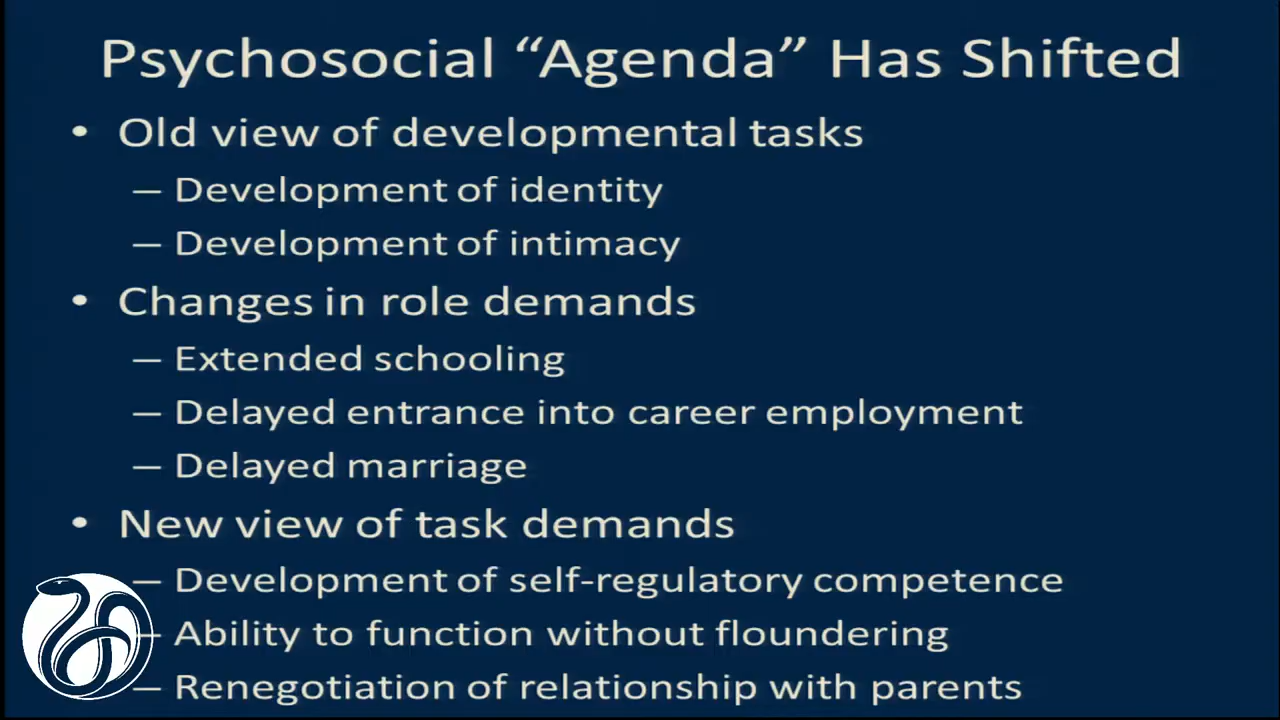 Psychosocial “Agenda” Has Shifted
• Old view of developmental tasks
– Development of identity
– Development of intimacy
• Changes in role demands
– Extended schooling
– Delayed entrance into career employment
– Delayed marriage
• New view of task demands
– Development of self-regulatory competence
– Ability to function without floundering
– Renegotiation of relationship with parents